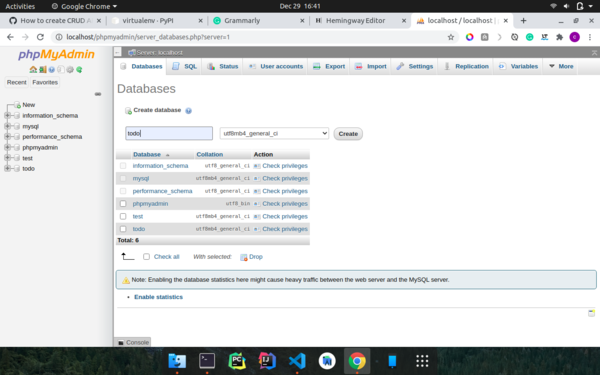 Activities
Google Chrome
Dec 29 16:41
How to create CRUD A
virtualenv · PyPI
Grammarly
Hemingway Editor
localhost / localhost |
localhost/phpmyadmin/server_databases.php?server=1
phpMyAdmin
Recent Favorites
New
information_schema
mysql
performance_schema
phpmyadmin
test
todo
Server: localhost
Databases SQL Status User accounts Export Import Settings Replication Variables More
Databases
Create database
todo utf8mb4_general_ci Create
Database Collation Action
information_schema utf8_general_ci Check privileges
mysql utf8mb4_general_ci Check privileges
performance_schema utf8_general_ci Check privileges
phpmyadmin utf8_bin Check privileges
test utf8mb4_general_ci Check privileges
todo utf8mb4_general_ci Check privileges
Total: 6
Check all With selected: Drop
Note: Enabling the database statistics here might cause heavy traffic between the web server and the MySQL server.
Enable statistics
Console